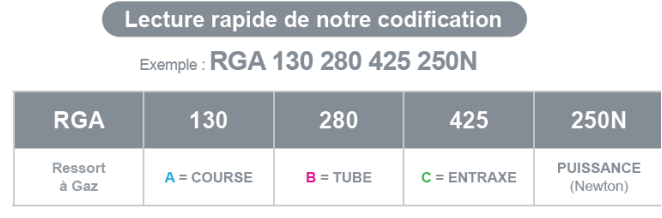 Lecture rapide de notre codification
Exemple : RGA 130 280 425 250N
RGA 130 280 425 250N
Ressort à Gaz A = COURSE B = TUBE C = ENTRAXE PUISSANCE (Newton)